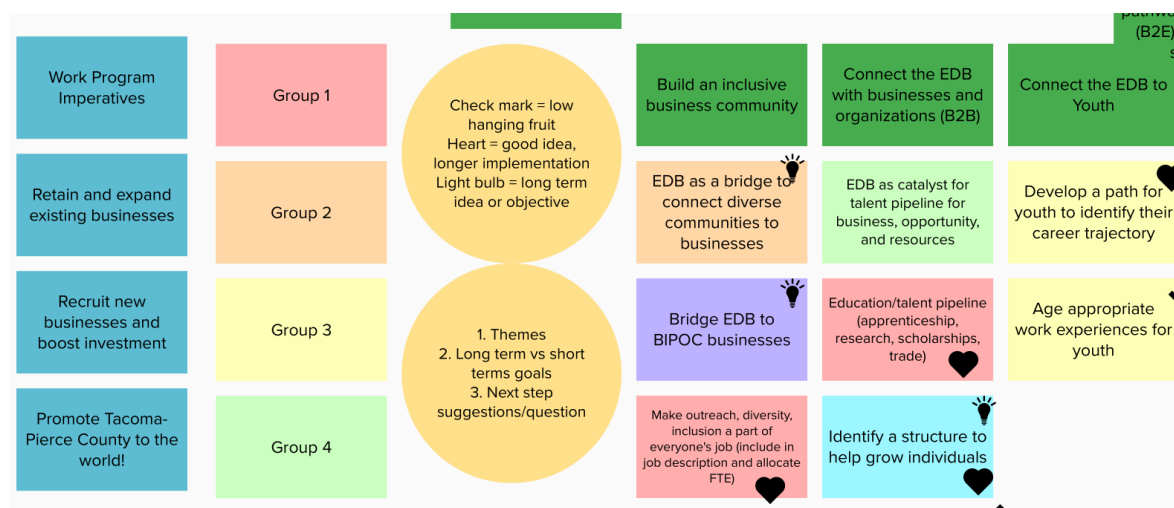 Work Program
Imperatives
Retain and expand
existing businesses
Recruit new
businesses and
boost investment
Promote Tacoma-
Pierce County to the
world!
Group 1
Group 2
Group 3
Group 4
Check mark = low
hanging fruit
Heart = good idea,
longer implementation
Light bulb = long term
idea or objective
1. Themes
2. Long term vs short
terms goals
3. Next step
suggestions/question
Build an inclusive
business community
EDB as a bridge to
connect diverse
communities to
businesses
Bridge EDB to
BIPOC businesses
Make outreach, diversity,
inclusion a part of
everyone's job (include in
job description and allocate
FTE)
Connect the EDB
with businesses and
organizations (B2B)
EDB as catalyst for
talent pipeline for
business, opportunity,
and resources
Education/talent pipeline
(apprenticeship,
research, scholarships,
trade)
Identify a structure to
help grow individuals
(B2E)
Connect the EDB to
Youth
Develop a path for
youth to identify their
career trajectory
Age appropriate
work experiences for
youth